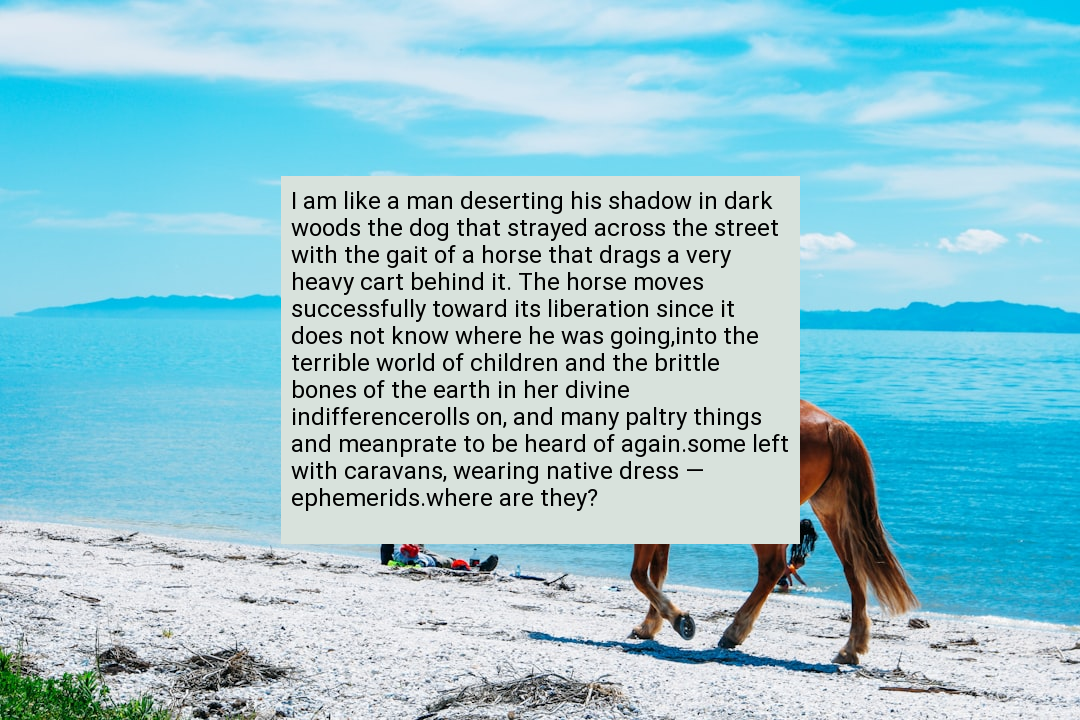 I am like a man deserting his shadow in dark
woods the dog that strayed across the street
with the gait of a horse that drags a very
heavy cart behind it. The horse moves
successfully toward its liberation since it
does not know where he was going,into the
terrible world of children and the brittle
bones of the earth in her divine
indifferencerolls on, and many paltry things
and meanprate to be heard of again.some left
with caravans, wearing native dress —
ephemerids.where are they?